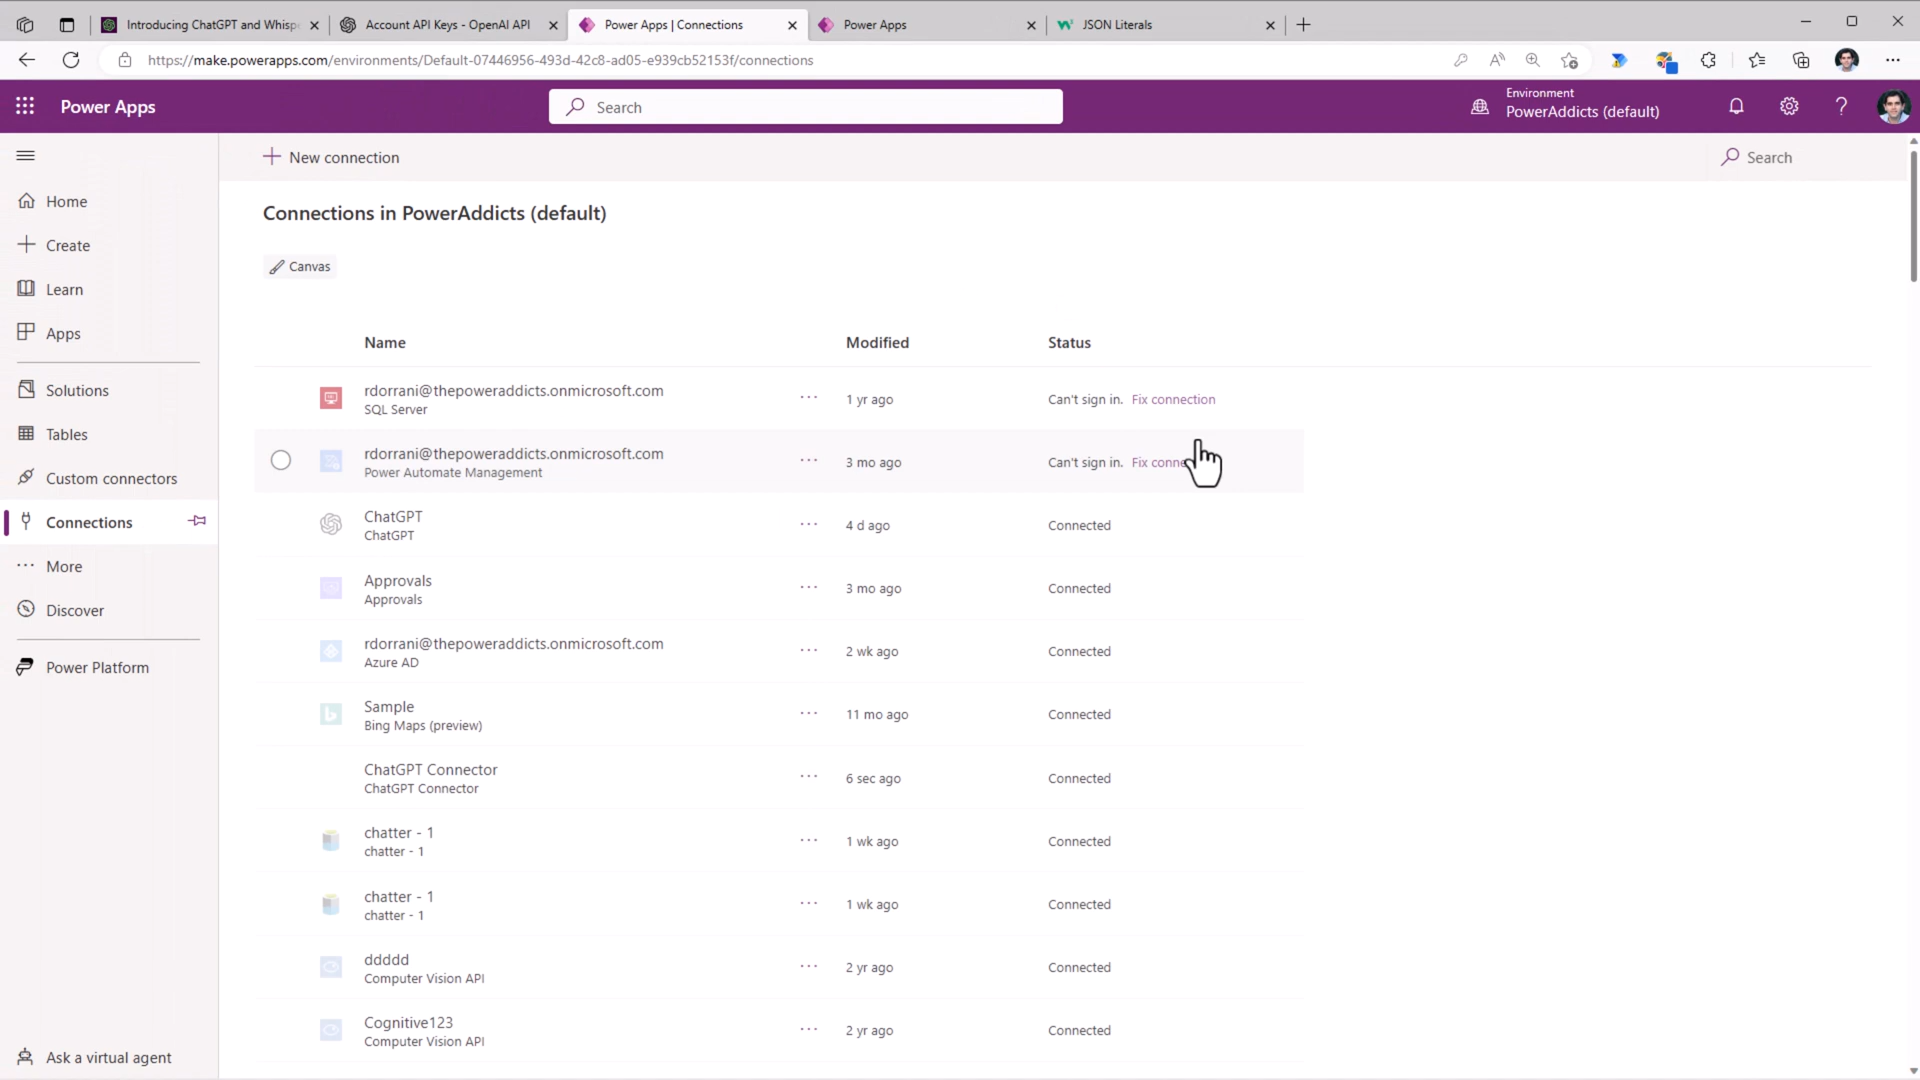 Introducing ChatGPT and Whisp
Account API Keys - OpenAI API
Power Apps | Connections
Power Apps
JSON Literals
https://make.powerapps.com/environments/Default-07446956-493d-42c8-ad05-e939cb52153f/connections
Power Apps
Search
Environment
PowerAddicts (default)
New connection
Search
Home
Create
Learn
Apps
Solutions
Tables
Custom connectors
Connections
More
Discover
Power Platform
Ask a virtual agent
Connections in PowerAddicts (default)
Canvas
Name Modified Status
rdorrani@thepoweraddicts.onmicrosoft.com
SQL Server
1 yr ago
Can't sign in. Fix connection
rdorrani@thepoweraddicts.onmicrosoft.com
Power Automate Management
3 mo ago
Can't sign in. Fix conne
ChatGPT
ChatGPT
4 d ago
Connected
Approvals
Approvals
3 mo ago
Connected
rdorrani@thepoweraddicts.onmicrosoft.com
Azure AD
2 wk ago
Connected
Sample
Bing Maps (preview)
11 mo ago
Connected
ChatGPT Connector
ChatGPT Connector
6 sec ago
Connected
chatter - 1
chatter - 1
1 wk ago
Connected
chatter - 1
chatter - 1
1 wk ago
Connected
ddddd
Computer Vision API
2 yr ago
Connected
Cognitive123
Computer Vision API
2 yr ago
Connected